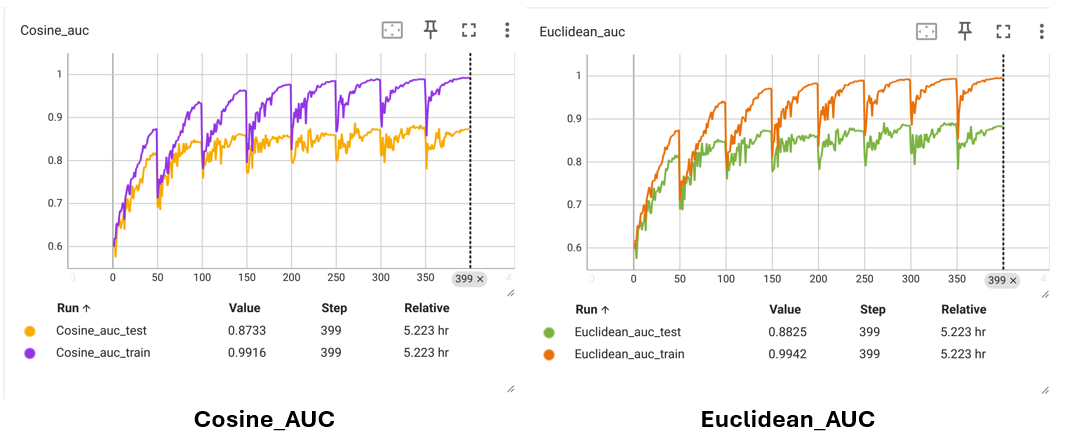 Cosine_auc
1
0.9
0.8
0.7
0.6
0
0 50 100 150 200 250 300 350 399 × 4
Run ↑ Value Step Relative
Cosine_auc_test 0.8733 399 5.223 hr
Cosine_auc_train 0.9916 399 5.223 hr
Cosine_AUC
Euclidean_auc
1
0.9
0.8
0.7
0.6
0
0 50 100 150 200 250 300 350 399 × 4
Run ↑ Value Step Relative
Euclidean_auc_test 0.8825 399 5.223 hr
Euclidean_auc_train 0.9942 399 5.223 hr
Euclidean_AUC